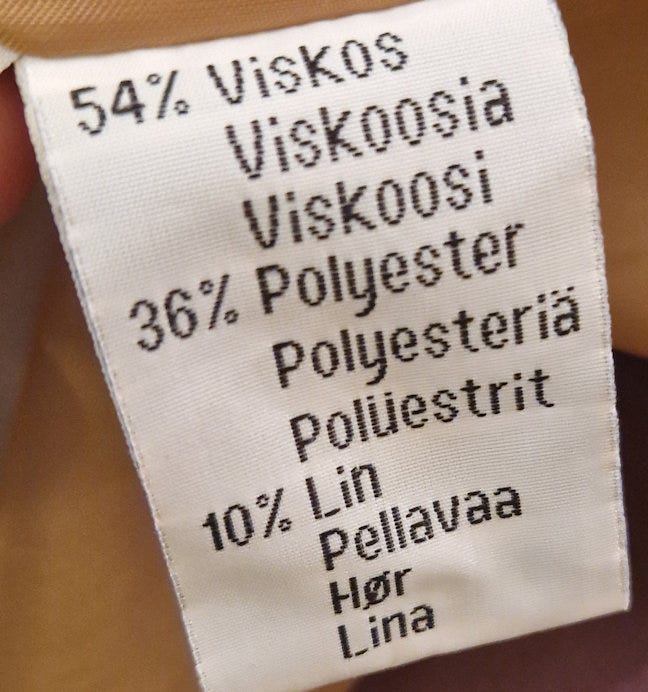 54% Viskos
Viskoosia
Viskoosi
36% Polyester
Polyesteriä
Polüestrit
10% Lin
Pellavaa
Hør
Lina